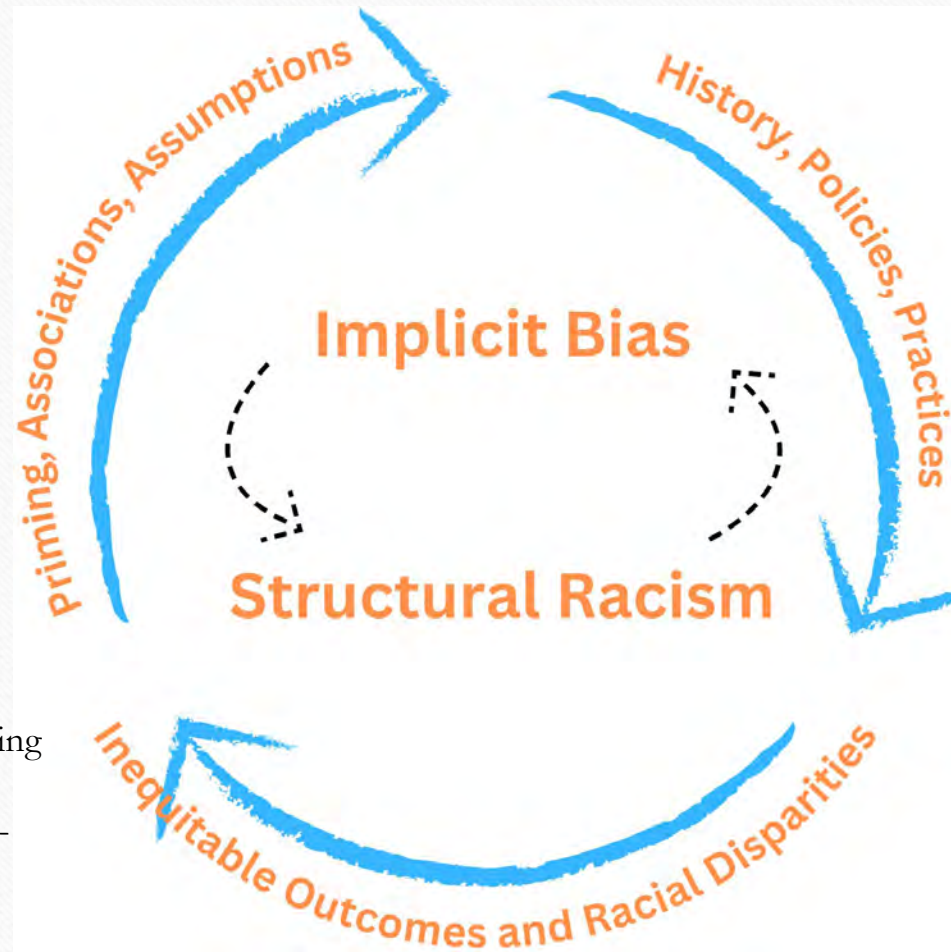 Priming, Associations, Assumptions
History, Policies, Practices
Implicit Bias
Structural Racism
Inequitable Outcomes and Racial Disparities